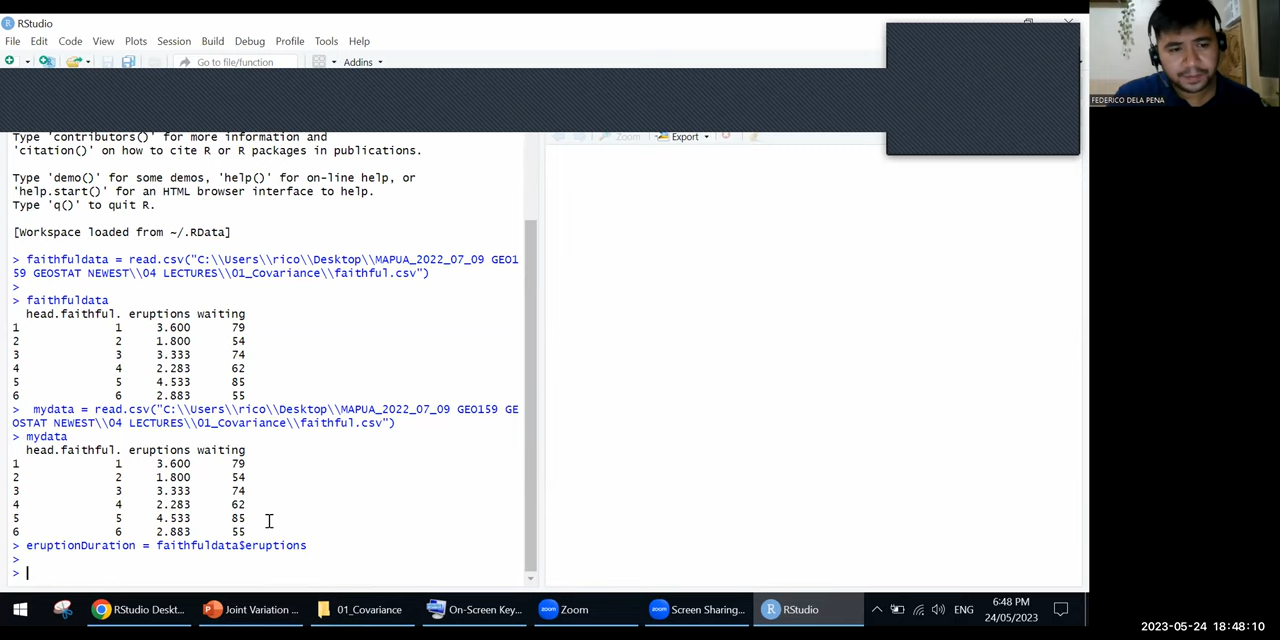 RStudio
File Edit Code View Plots Session Build Debug Profile Tools Help
Go to file/function
Addins
FEDERICO DELA PENA
Zoom Export
Type 'contributors()' for more information and
'citation()' on how to cite R or R packages in publications.
Type 'demo()' for some demos, 'help()' for on-line help, or
'help.start()' for an HTML browser interface to help.
Type 'q()' to quit R.
[Workspace loaded from ~/.RData]
> faithfuldata = read.csv("C:\\Users\\rico\\Desktop\\MAPUA_2022_07_09 GEO1
59 GEOSTAT NEWEST\\04 LECTURES\\01_Covariance\\faithful.csv")
>
> faithfuldata
head.faithful. eruptions waiting
1 1 3.600 79
2 2 1.800 54
3 3 3.333 74
4 4 2.283 62
5 5 4.533 85
6 6 2.883 55
> mydata = read.csv("C:\\Users\\rico\\Desktop\\MAPUA_2022_07_09 GEO159 GE
OSTAT NEWEST\\04 LECTURES\\01_Covariance\\faithful.csv")
> mydata
head.faithful. eruptions waiting
1 1 3.600 79
2 2 1.800 54
3 3 3.333 74
4 4 2.283 62
5 5 4.533 85
6 6 2.883 55
> eruptionDuration = faithfuldata$eruptions
>
>
RStudio Deskt... Joint Variation ... 01_Covariance On-Screen Key... Zoom Screen Sharing... RStudio ENG 6:48 PM
24/05/2023
2023-05-24 18:48:10